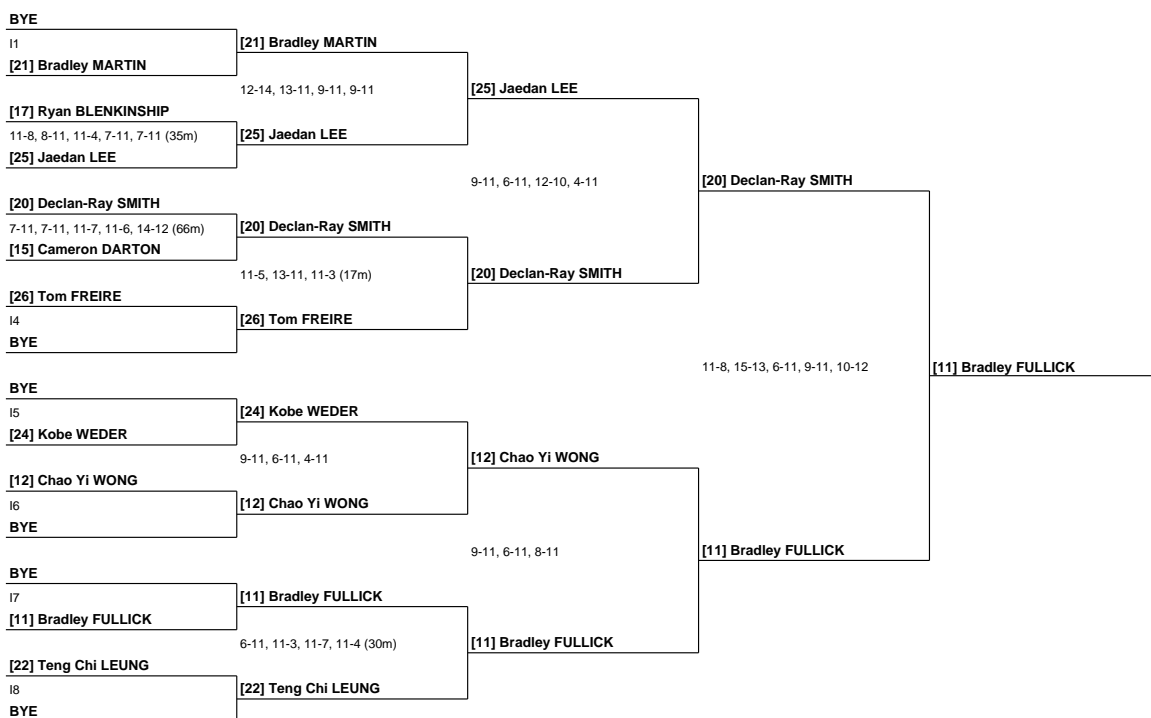 BYE
I1
[21] Bradley MARTIN
[17] Ryan BLENKINSHIP
11-8, 8-11, 11-4, 7-11, 7-11 (35m)
[25] Jaedan LEE
[20] Declan-Ray SMITH
7-11, 7-11, 11-7, 11-6, 14-12 (66m)
[15] Cameron DARTON
[26] Tom FREIRE
I4
BYE
BYE
I5
[24] Kobe WEDER
[12] Chao Yi WONG
I6
BYE
BYE
I7
[11] Bradley FULLICK
[22] Teng Chi LEUNG
I8
BYE
[21] Bradley MARTIN
12-14, 13-11, 9-11, 9-11
[25] Jaedan LEE
[20] Declan-Ray SMITH
11-5, 13-11, 11-3 (17m)
[26] Tom FREIRE
[24] Kobe WEDER
9-11, 6-11, 4-11
[12] Chao Yi WONG
[11] Bradley FULLICK
6-11, 11-3, 11-7, 11-4 (30m)
[22] Teng Chi LEUNG
[25] Jaedan LEE
9-11, 6-11, 12-10, 4-11
[20] Declan-Ray SMITH
[12] Chao Yi WONG
9-11, 6-11, 8-11
[11] Bradley FULLICK
[20] Declan-Ray SMITH
11-8, 15-13, 6-11, 9-11, 10-12
[11] Bradley FULLICK
[11] Bradley FULLICK